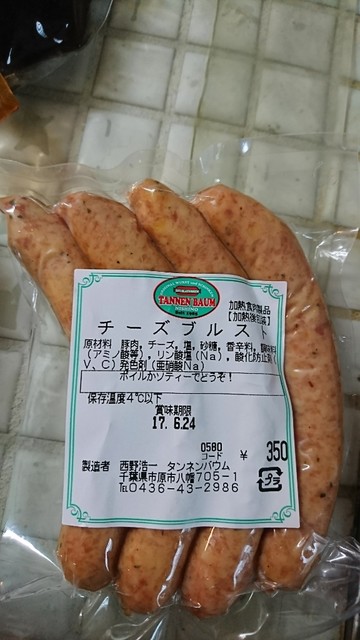 TANNEN BAUM
NISHINO
加熱食肉製品
【加熱後包装】
チーズブルスト
原材料 豚肉, チーズ, 塩, 砂糖, 香辛料,
(アミノ酸等), リン酸塩(Na), 酸化防止剤(
V, C) 発色剤(亜硝酸Na)
ボイルかソティーでどうぞ!
保存温度4℃以下
賞味期限
17. 6.24
0580
コード
¥ 350
製造者 西野浩一 タンネンバウム
千葉県市原市八幡705-1
℡0436-43-2986
プラ